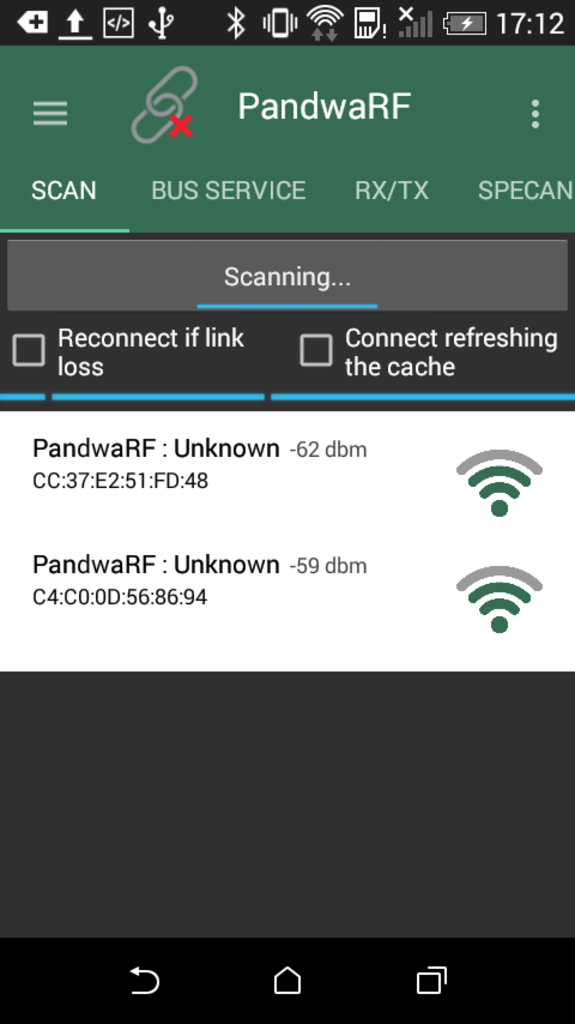 17:12
PandwaRF
SCAN BUS SERVICE RX/TX SPECAN
Scanning...
Reconnect if link
loss
Connect refreshing
the cache
PandwaRF : Unknown -62 dbm
CC:37:E2:51:FD:48
PandwaRF : Unknown -59 dbm
C4:C0:0D:56:86:94